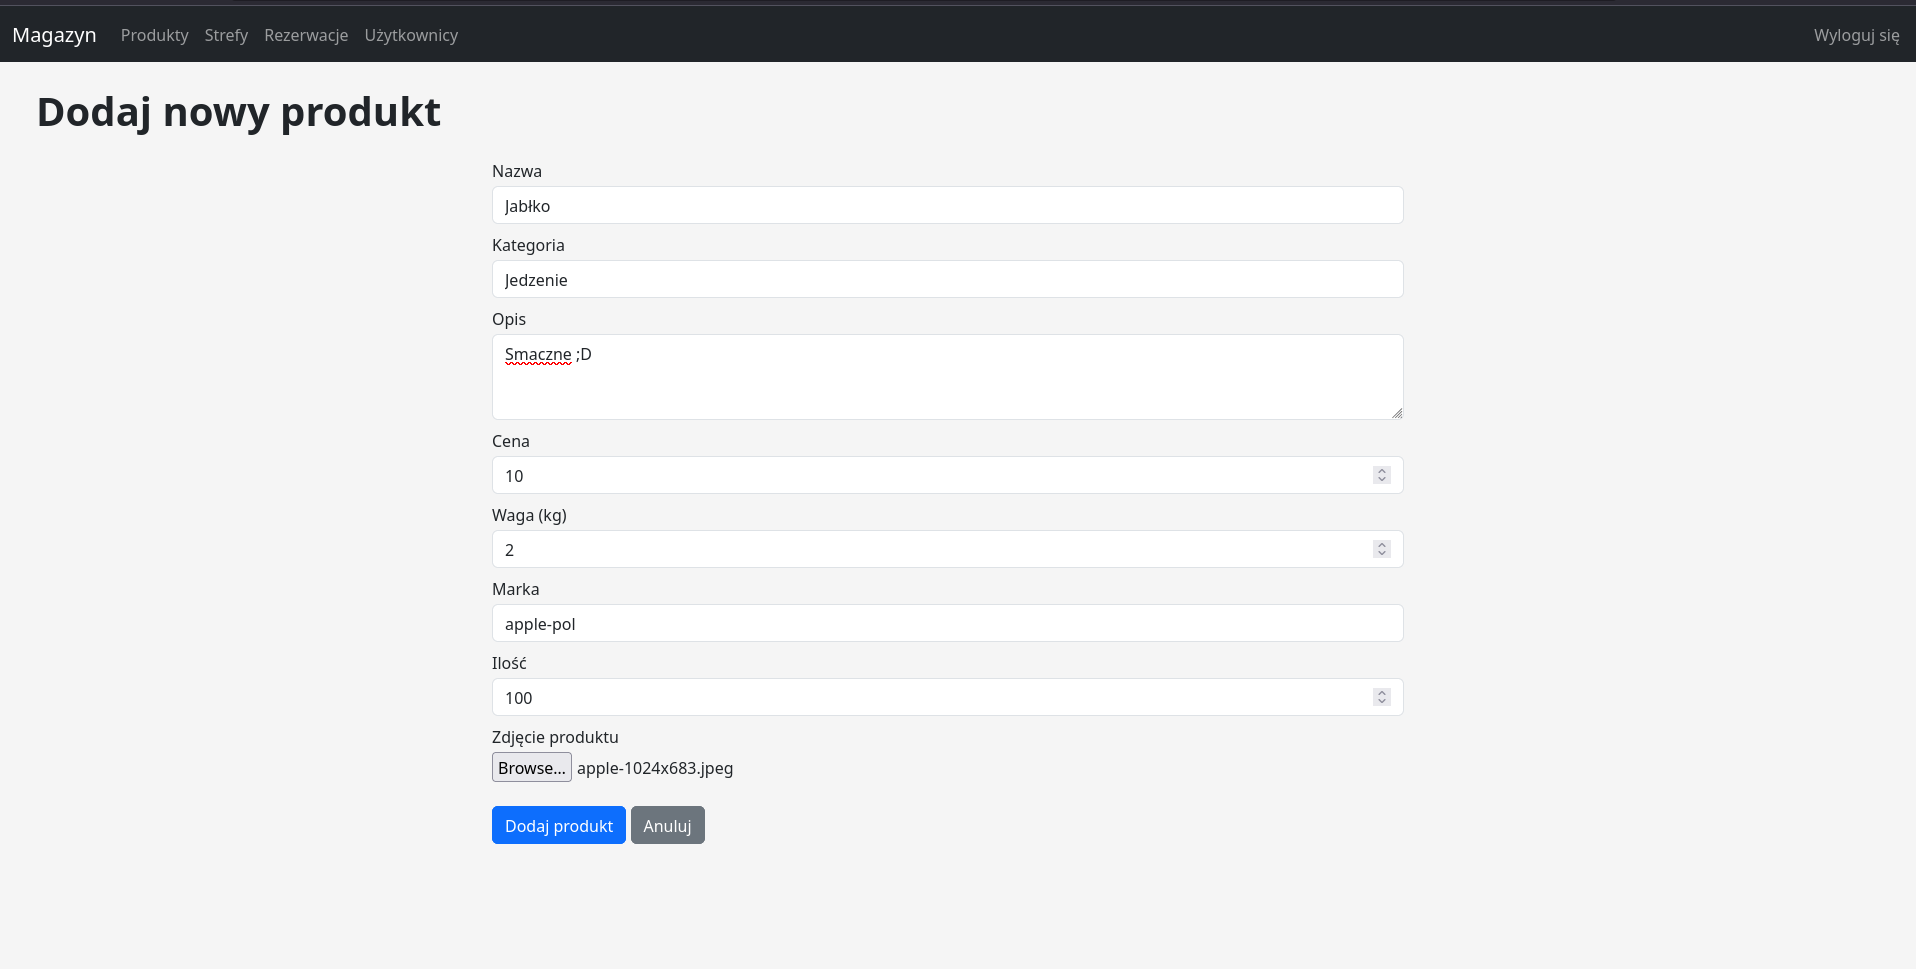 Magazyn Produkty Strefy Rezerwacje Użytkownicy Wyloguj się
Dodaj nowy produkt
Nazwa
Jabłko
Kategoria
Jedzenie
Opis
Smaczne ;D
Cena
10
Waga (kg)
2
Marka
apple-pol
Ilość
100
Zdjęcie produktu
Browse... apple-1024x683.jpeg
Dodaj produkt Anuluj